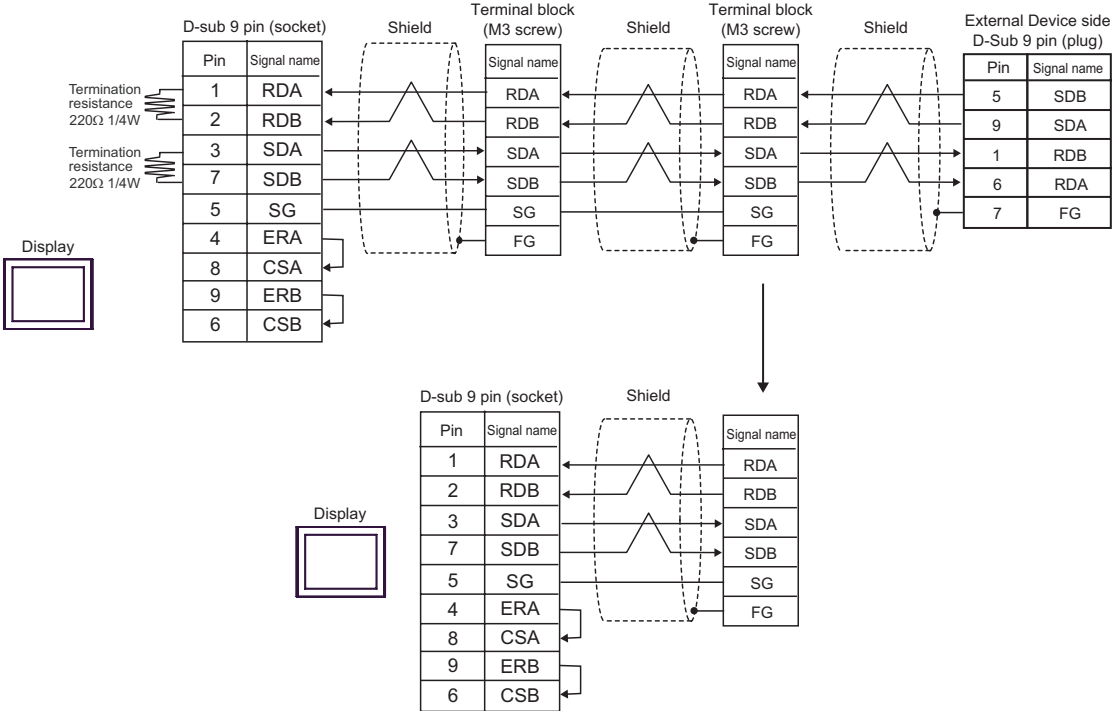 D-sub 9 pin (socket)
Shield
Terminal block
(M3 screw)
Shield
Terminal block
(M3 screw)
Shield
External Device side
D-Sub 9 pin (plug)
Termination
resistance
220Ω 1/4W
Termination
resistance
220Ω 1/4W
Display
Pin Signal name
1 RDA
2 RDB
3 SDA
7 SDB
5 SG
4 ERA
8 CSA
9 ERB
6 CSB
Signal name
RDA
RDB
SDA
SDB
SG
FG
Signal name
RDA
RDB
SDA
SDB
SG
FG
Pin Signal name
5 SDB
9 SDA
1 RDB
6 RDA
7 FG
D-sub 9 pin (socket)
Shield
Display
Pin Signal name
1 RDA
2 RDB
3 SDA
7 SDB
5 SG
4 ERA
8 CSA
9 ERB
6 CSB
Signal name
RDA
RDB
SDA
SDB
SG
FG